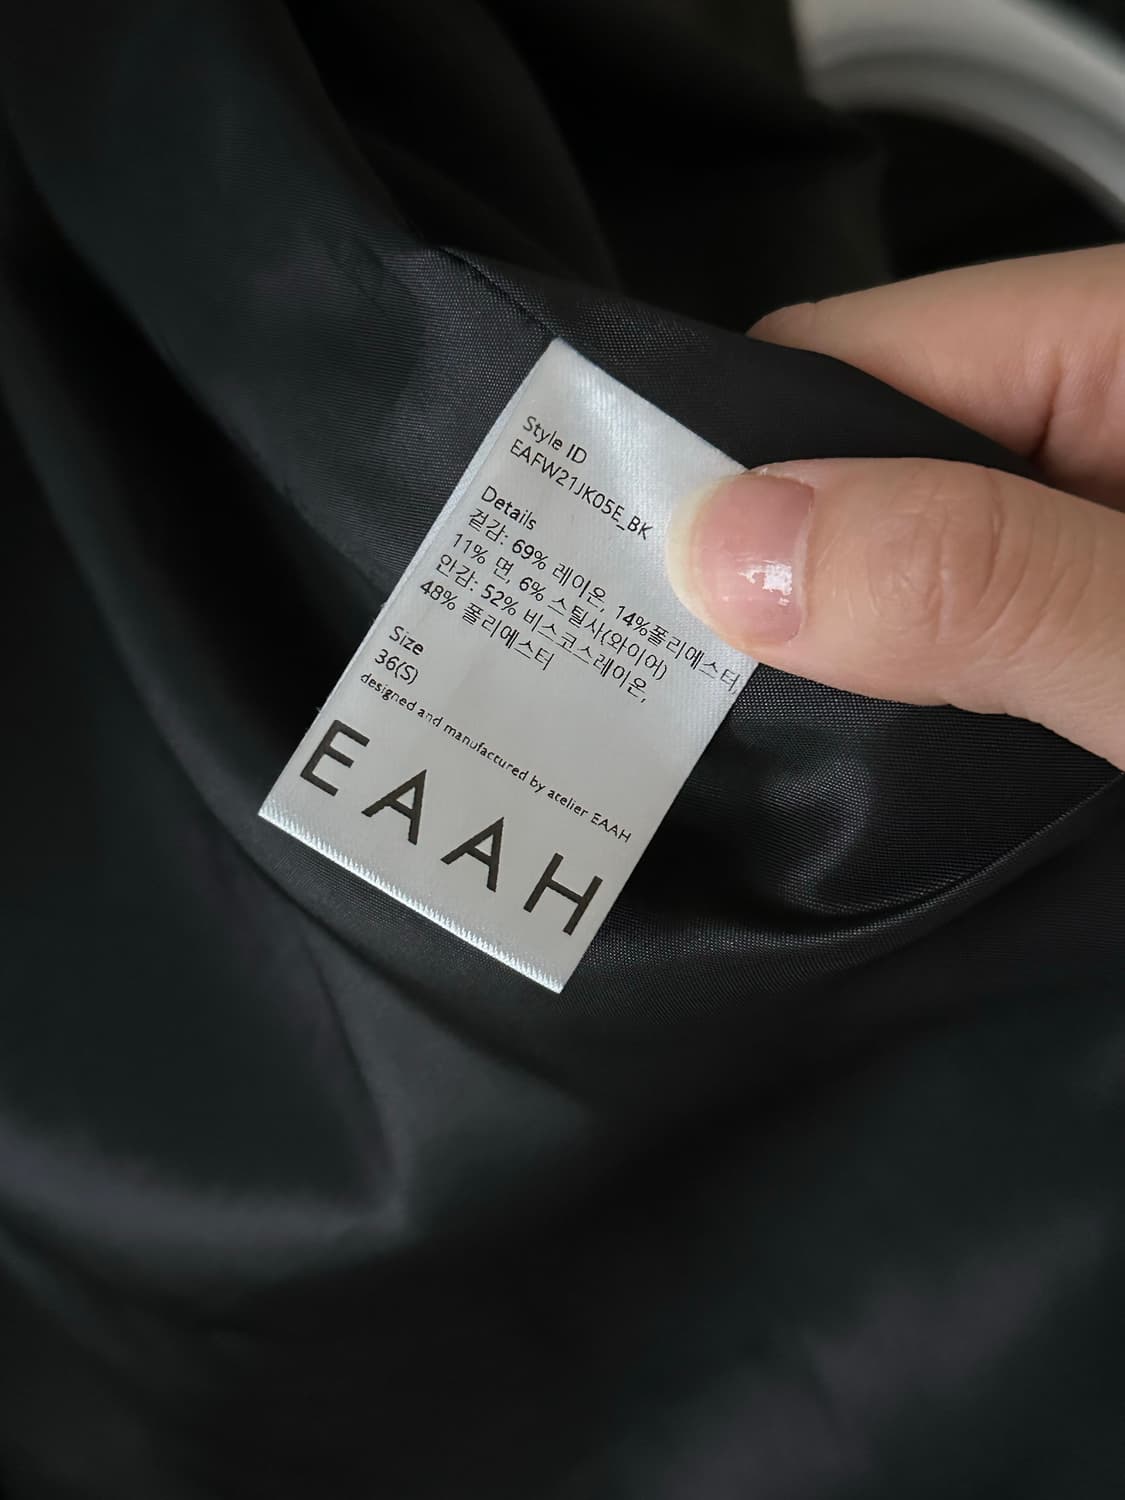 Style ID
EAFW21JK05E_BK
Details
겉감: 69% 레이온, 14%폴리에스터,
11% 면, 6% 스틸사(와이어)
안감: 52% 비스코스레이온,
48% 폴리에스터
Size
36(S)
designed and manufactured by atelier EAAH
EAAH